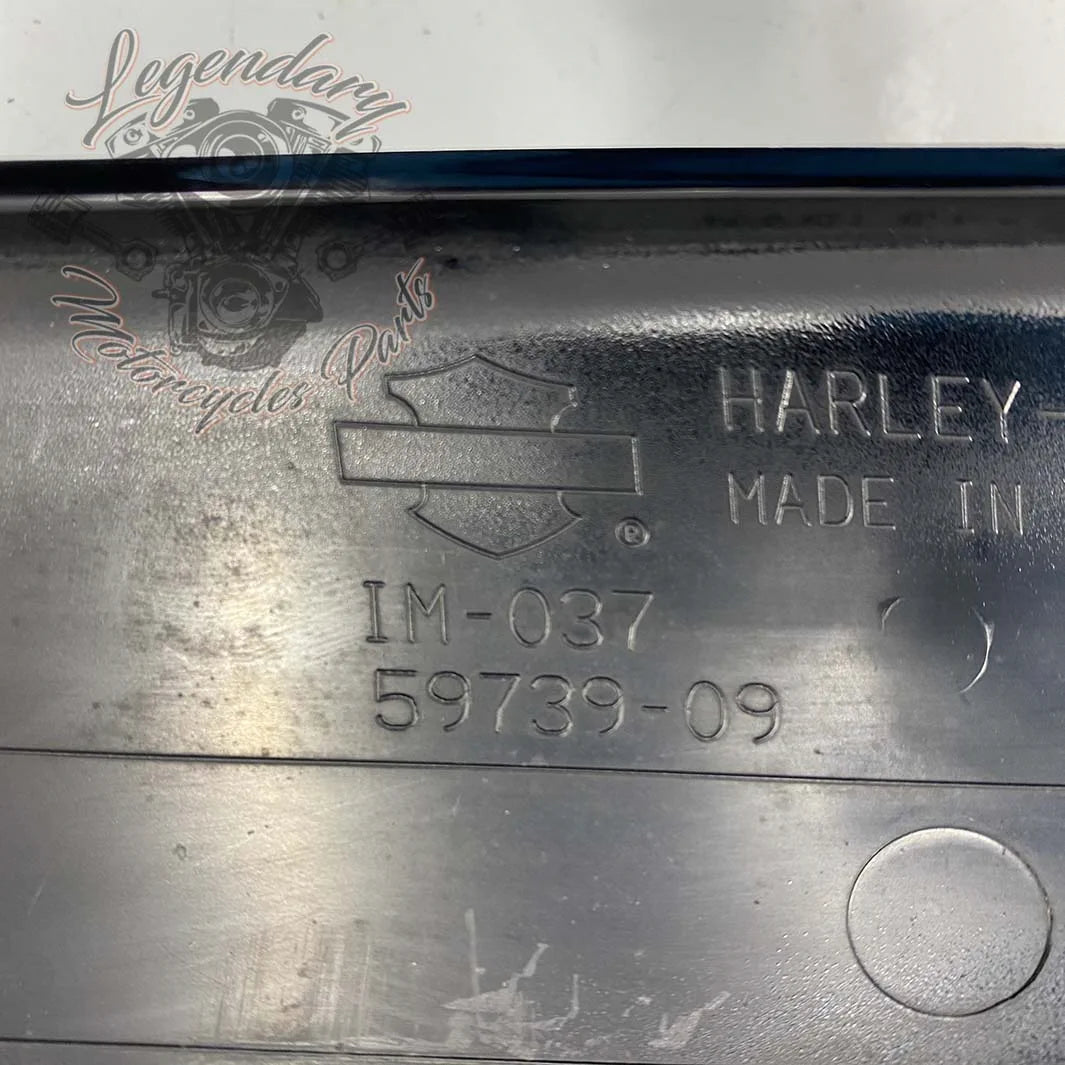 Legendary
Motorcycles Parts
HARLEY-
MADE IN
®
IM-037
59739-09